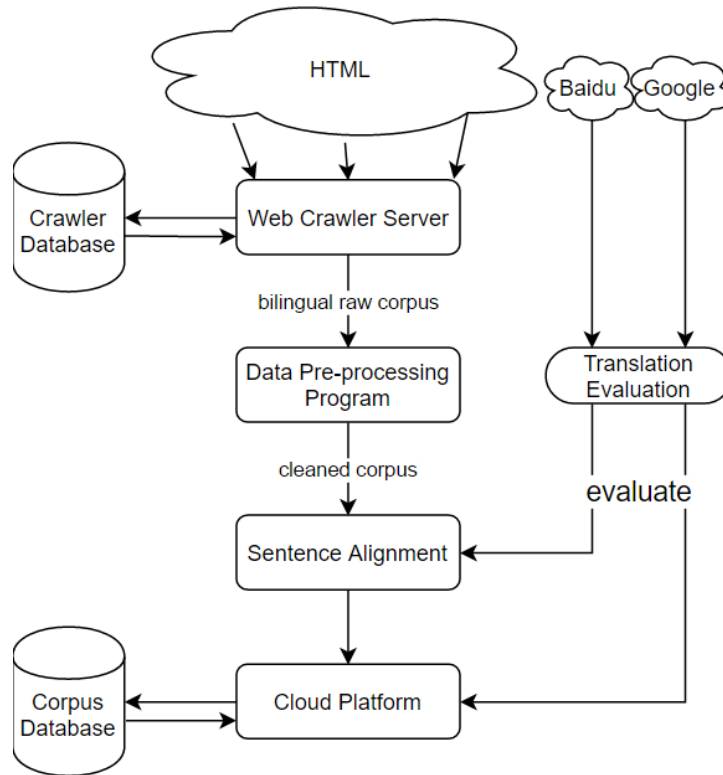 HTML
Baidu
Google
Crawler
Database
Web Crawler Server
bilingual raw corpus
Data Pre-processing
Program
Translation
Evaluation
cleaned corpus
evaluate
Sentence Alignment
Corpus
Database
Cloud Platform